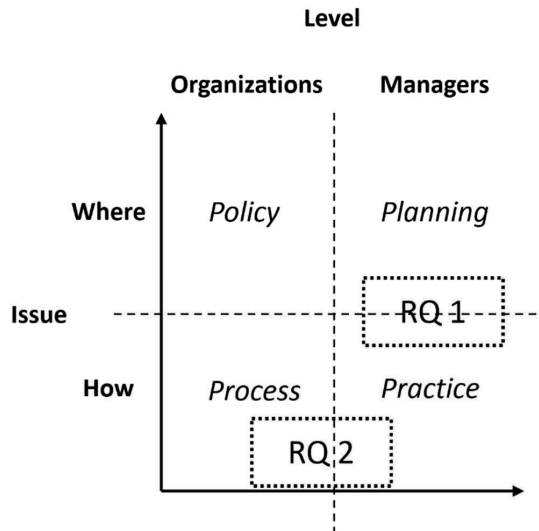 Level
Organizations Managers
Where Policy Planning
Issue RQ 1
How Process Practice
RQ 2